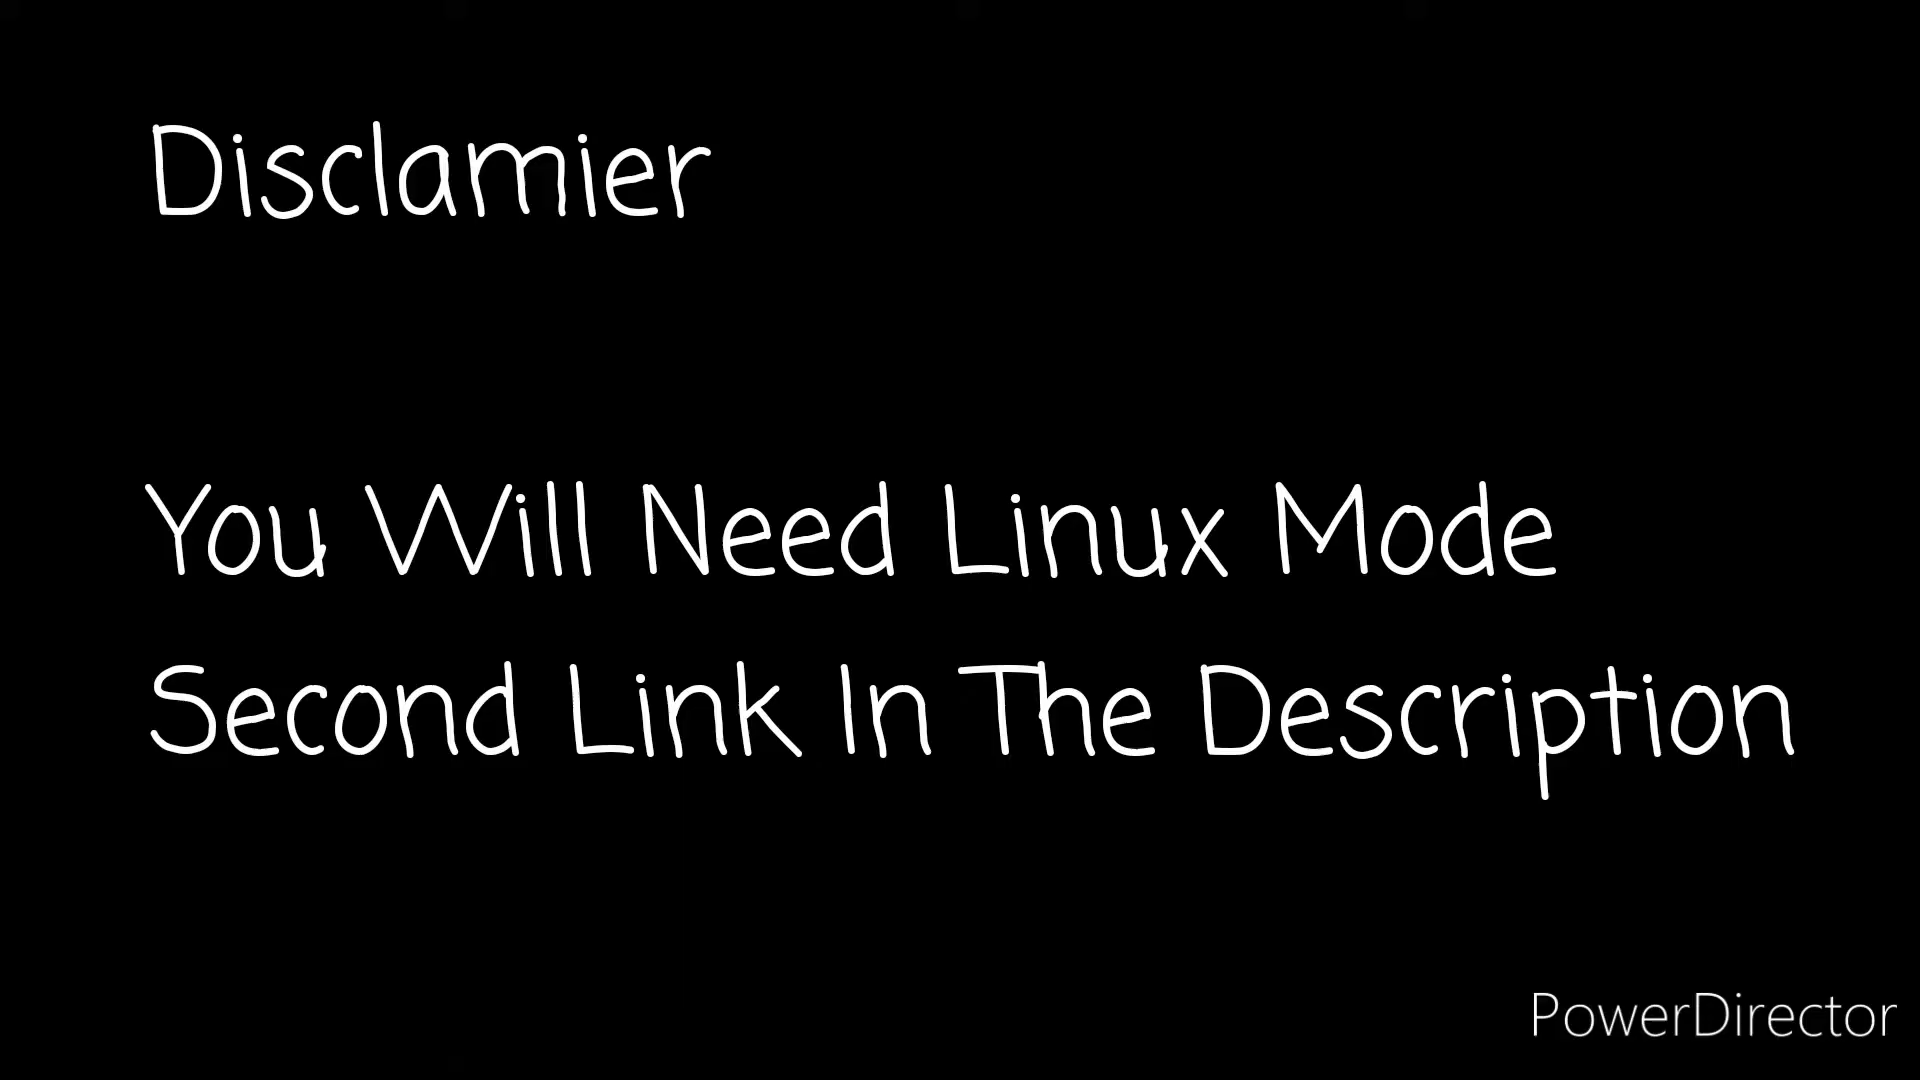 Disclamier
You Will Need Linux Mode
Second Link In The Description
PowerDirector